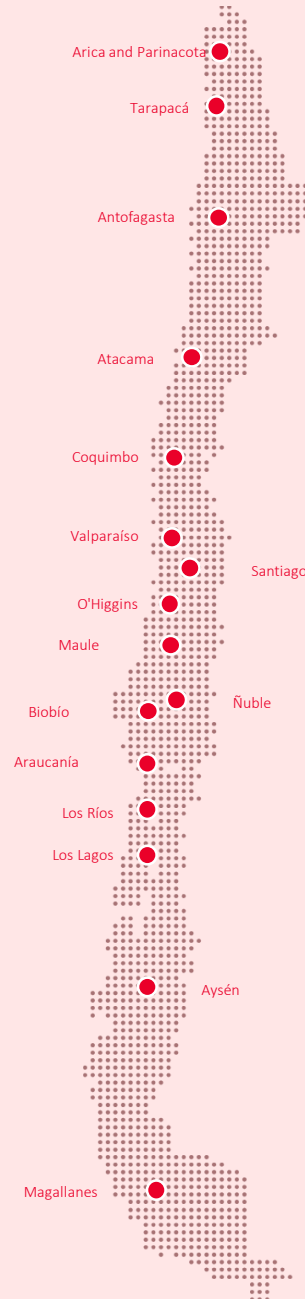 Arica and Parinacota
Tarapacá
Antofagasta
Atacama
Coquimbo
Valparaíso
Santiago
O'Higgins
Maule
Ñuble
Biobío
Araucanía
Los Ríos
Los Lagos
Aysén
Magallanes